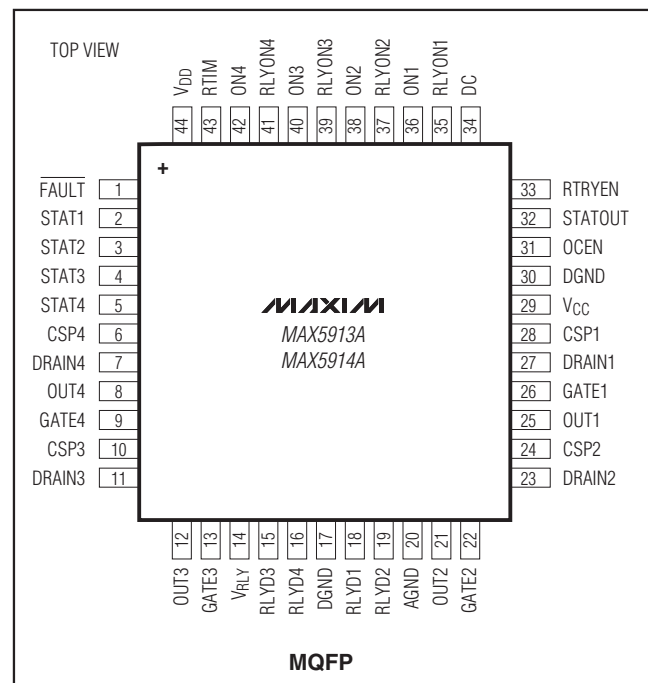 TOP VIEW
VDD
RTIM
ON4
RLYON4
ON3
RLYON3
ON2
RLYON2
ON1
RLYON1
DC
44
43
42
41
40
39
38
37
36
35
34
+
FAULT 1
STAT1 2
STAT2 3
STAT3 4
STAT4 5
CSP4 6
DRAIN4 7
OUT4 8
GATE4 9
CSP3 10
DRAIN3 11
MAXIM
MAX5913A
MAX5914A
33 RTRYEN
32 STATOUT
31 OCEN
30 DGND
29 VCC
28 CSP1
27 DRAIN1
26 GATE1
25 OUT1
24 CSP2
23 DRAIN2
12
13
14
15
16
17
18
19
20
21
22
OUT3
GATE3
VRLY
RLYD3
RLYD4
DGND
RLYD1
RLYD2
AGND
OUT2
GATE2
MQFP